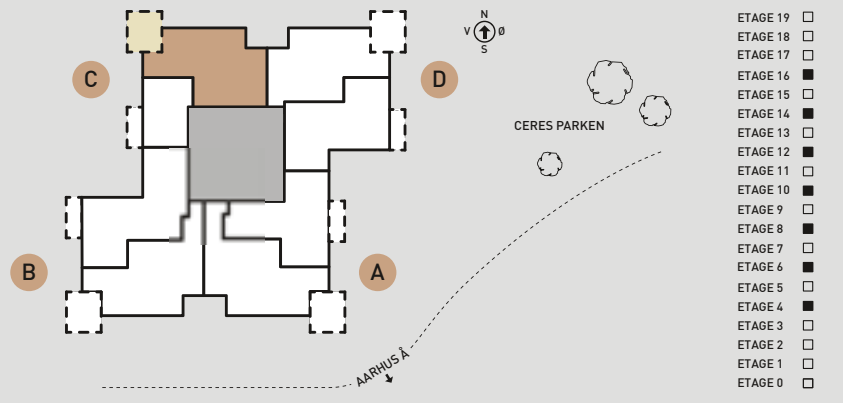 C
D
B
A
N
V Ø
S
CERES PARKEN
AARHUS Å
ETAGE 19
ETAGE 18
ETAGE 17
ETAGE 16
ETAGE 15
ETAGE 14
ETAGE 13
ETAGE 12
ETAGE 11
ETAGE 10
ETAGE 9
ETAGE 8
ETAGE 7
ETAGE 6
ETAGE 5
ETAGE 4
ETAGE 3
ETAGE 2
ETAGE 1
ETAGE 0